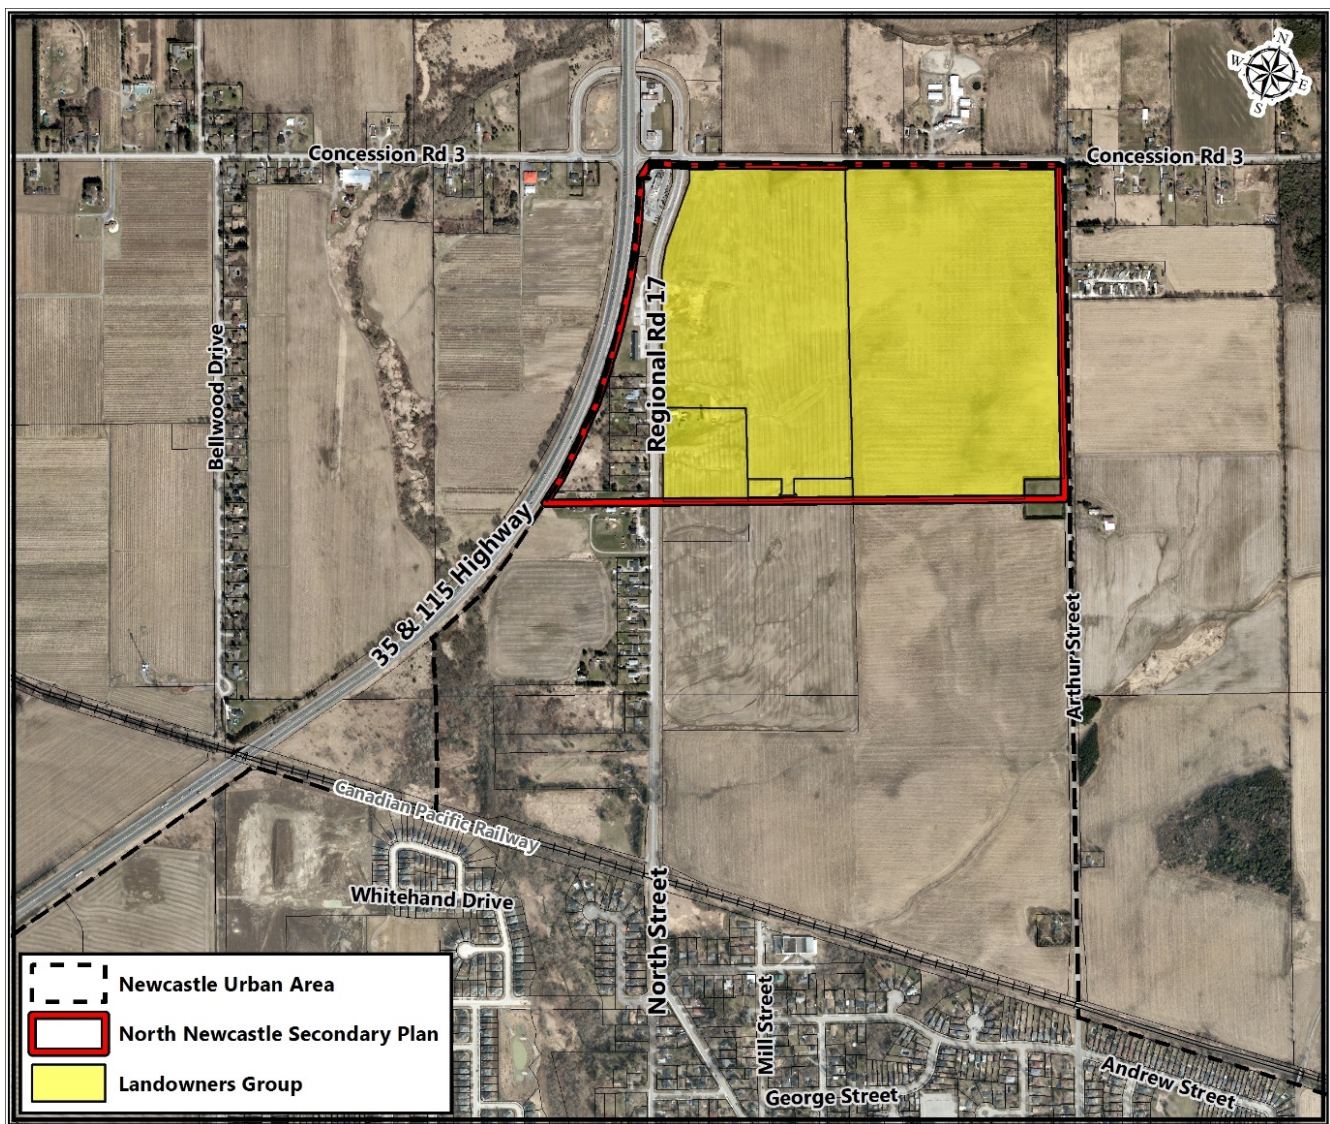 N
W
E
S
Concession Rd 3
Concession Rd 3
Regional Rd 17
Bellwood Drive
35 & 115 Highway
Arthur Street
Canadian Pacific Railway
Whitehand Drive
North Street
Mill Street
Andrew Street
George Street
Newcastle Urban Area
North Newcastle Secondary Plan
Landowners Group